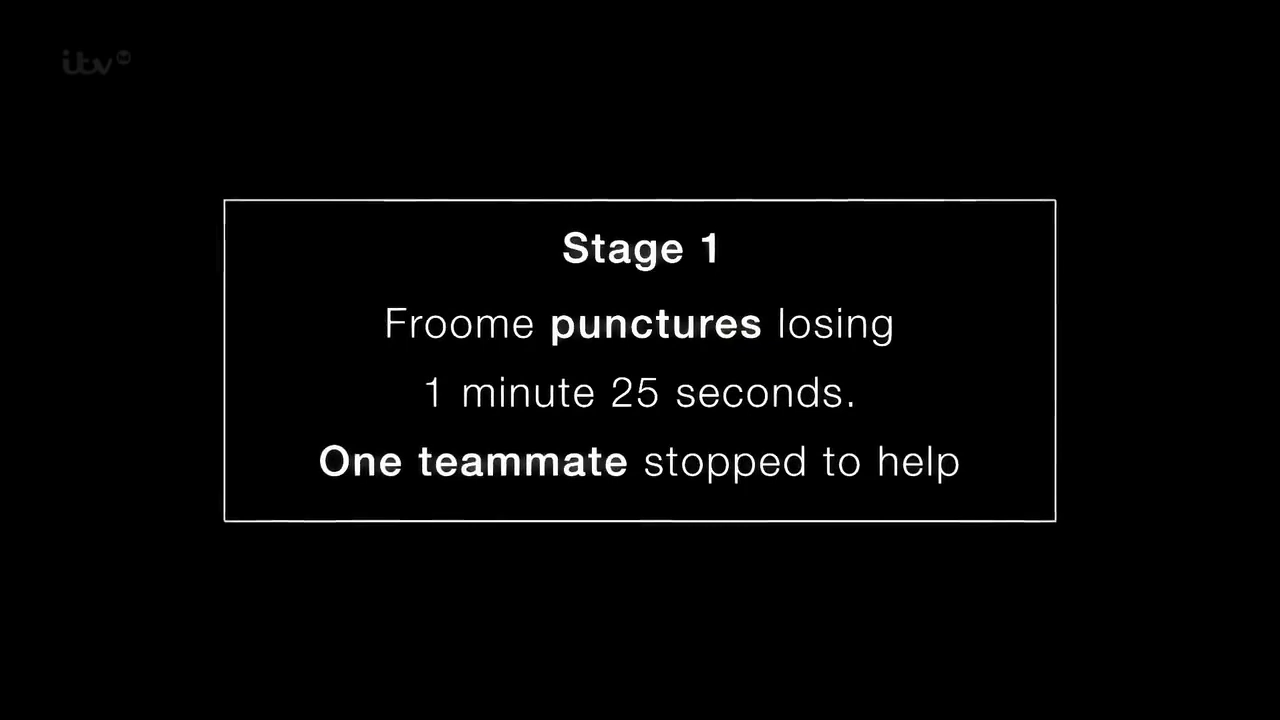 itv
Stage 1
Froome punctures losing
1 minute 25 seconds.
One teammate stopped to help